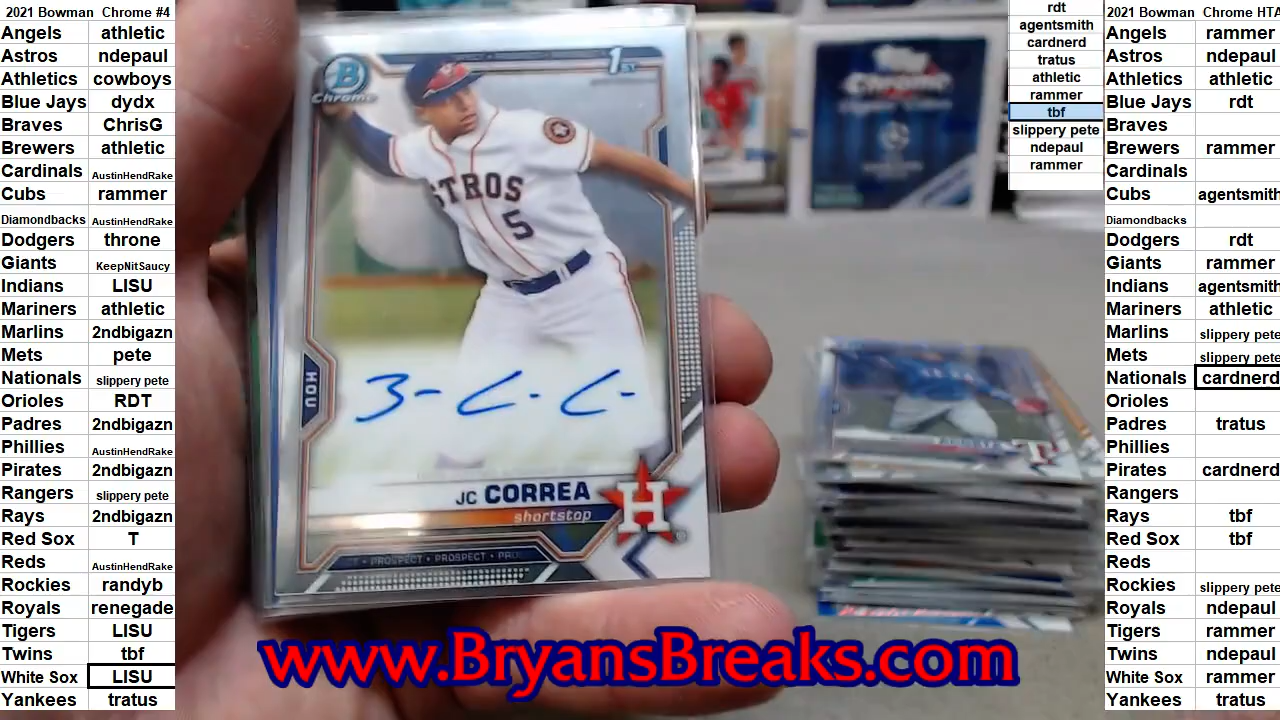 2021 Bowman Chrome #4
Angels athletic
Astros ndepaul
Athletics cowboys
Blue Jays dydx
Braves ChrisG
Brewers athletic
Cardinals AustinHendRake
Cubs rammer
Diamondbacks AustinHendRake
Dodgers throne
Giants KeepNitSaucy
Indians LISU
Mariners athletic
Marlins 2ndbigazn
Mets pete
Nationals slippery pete
Orioles RDT
Padres 2ndbigazn
Phillies AustinHendRake
Pirates 2ndbigazn
Rangers slippery pete
Rays 2ndbigazn
Red Sox T
Reds AustinHendRake
Rockies randyb
Royals renegade
Tigers LISU
Twins tbf
White Sox LISU
Yankees tratus
B
Chrome
1ST
STROS
5
HOU
3- C. C-
JC CORREA
shortstop
H
PROSPECT • PROSPECT
Topps
Chrome
www.BryansBreaks.com
rdt
agentsmith
cardnerd
tratus
athletic
rammer
tbf
slippery pete
ndepaul
rammer
2021 Bowman Chrome HTA
Angels rammer
Astros ndepaul
Athletics athletic
Blue Jays rdt
Braves
Brewers rammer
Cardinals
Cubs agentsmith
Diamondbacks
Dodgers rdt
Giants rammer
Indians agentsmith
Mariners athletic
Marlins slippery pete
Mets slippery pete
Nationals cardnerd
Orioles
Padres tratus
Phillies
Pirates cardnerd
Rangers
Rays tbf
Red Sox tbf
Reds
Rockies slippery pete
Royals ndepaul
Tigers rammer
Twins ndepaul
White Sox rammer
Yankees tratus